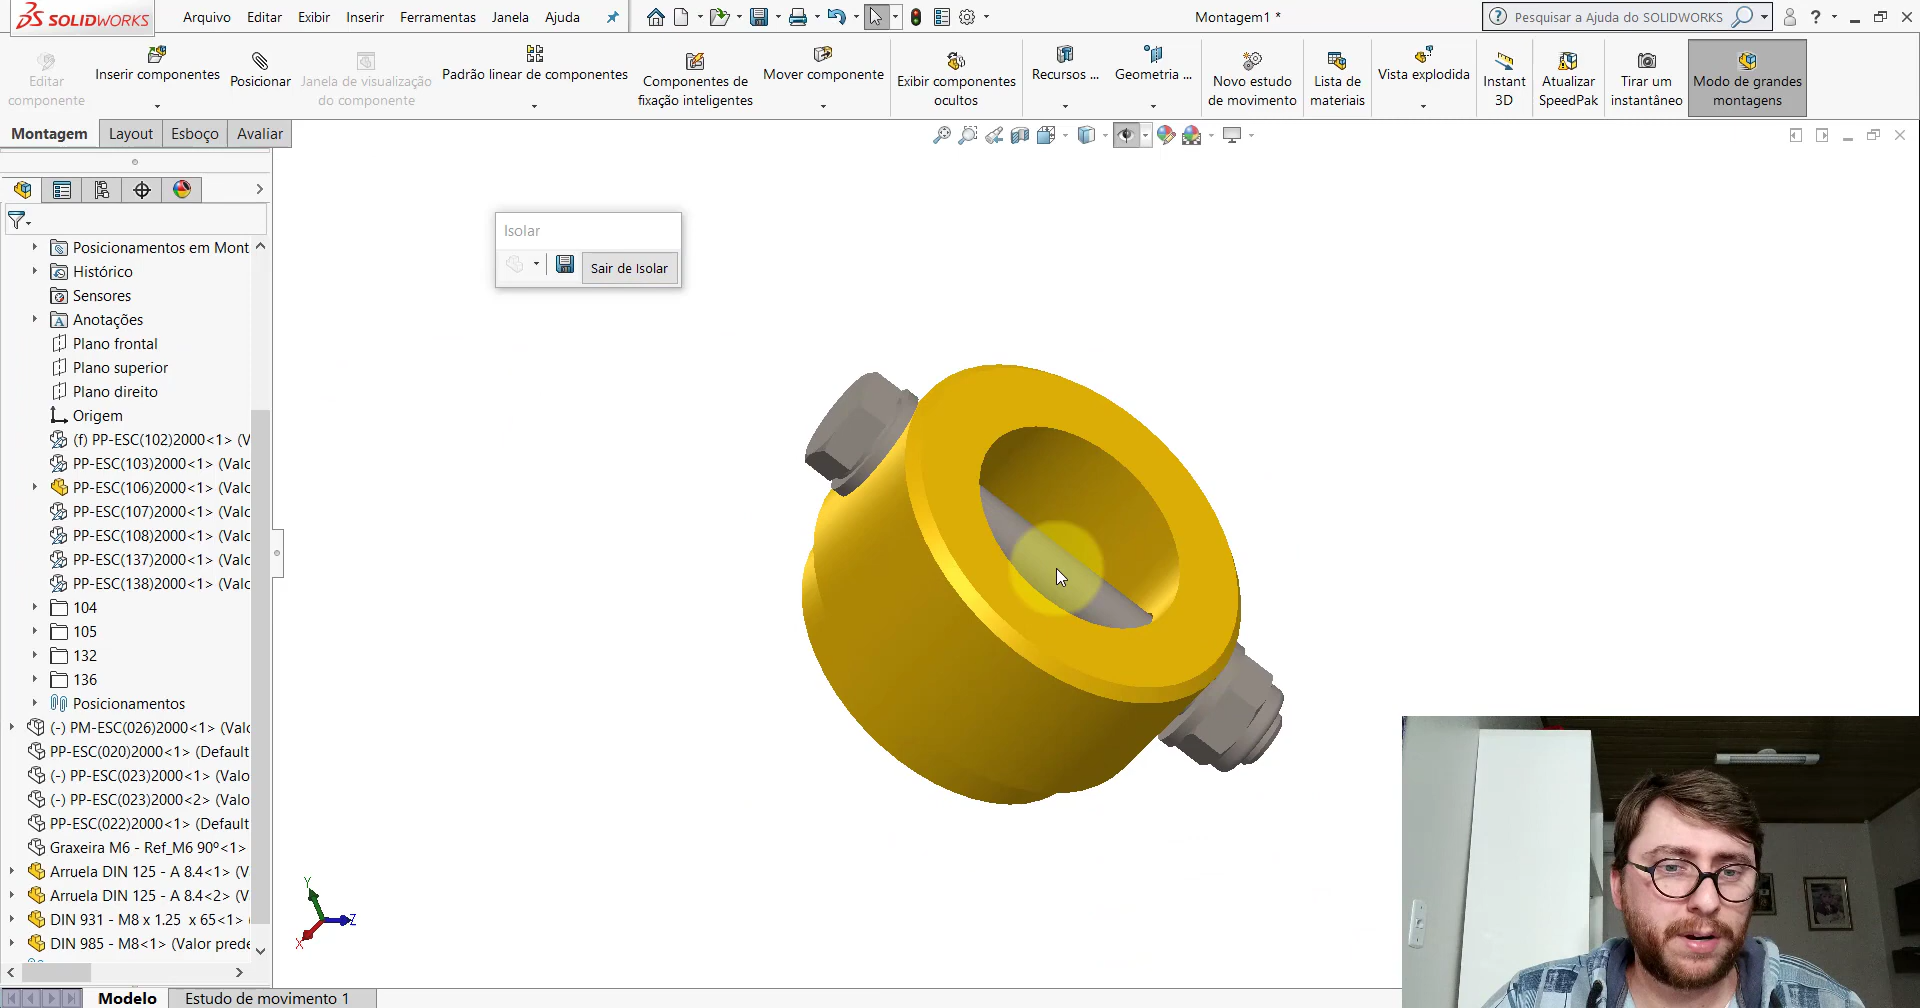 SOLIDWORKS
Arquivo Editar Exibir Inserir Ferramentas Janela Ajuda
Montagem1 *
Pesquisar a Ajuda do SOLIDWORKS
?
Editar componente
Inserir componentes
Posicionar
Janela de visualização do componente
Padrão linear de componentes
Componentes de fixação inteligentes
Mover componente
Exibir componentes ocultos
Recursos ...
Geometria ...
Novo estudo de movimento
Lista de materiais
Vista explodida
Instant 3D
Atualizar SpeedPak
Tirar um instantâneo
Modo de grandes montagens
Montagem Layout Esboço Avaliar
Isolar
Sair de Isolar
Posicionamentos em Mont
Histórico
Sensores
Anotações
Plano frontal
Plano superior
Plano direito
Origem
(f) PP-ESC(102)2000<1> (V
PP-ESC(103)2000<1> (Valc
PP-ESC(106)2000<1> (Valc
PP-ESC(107)2000<1> (Valc
PP-ESC(108)2000<1> (Valc
PP-ESC(137)2000<1> (Valc
PP-ESC(138)2000<1> (Valc
104
105
132
136
Posicionamentos
(-) PM-ESC(026)2000<1> (Valc
PP-ESC(020)2000<1> (Default
(-) PP-ESC(023)2000<1> (Valo
(-) PP-ESC(023)2000<2> (Valo
PP-ESC(022)2000<1> (Default
Graxeira M6 - Ref_M6 90º<1>
Arruela DIN 125 - A 8.4<1> (V
Arruela DIN 125 - A 8.4<2> (V
DIN 931 - M8 x 1.25 x 65<1> (
DIN 985 - M8<1> (Valor prede
Y
Z
X
Modelo Estudo de movimento 1